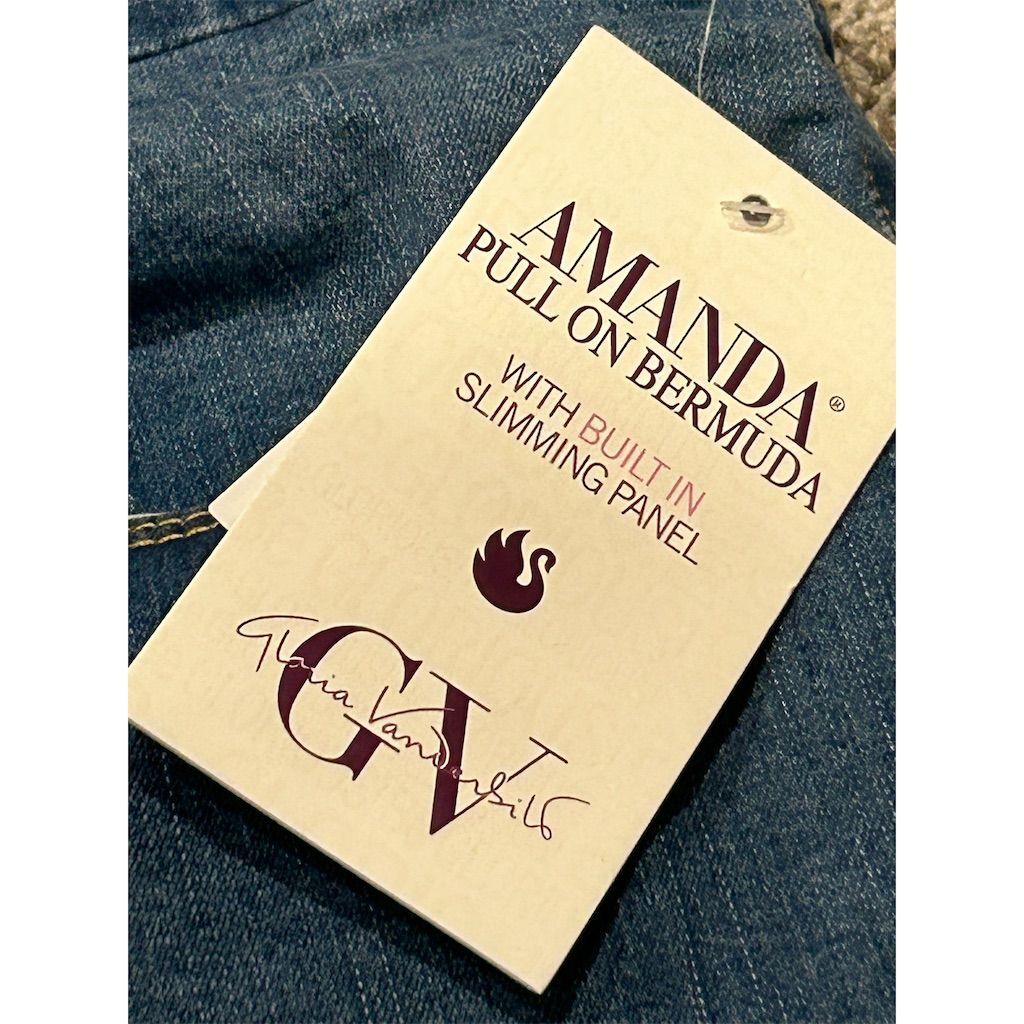 AMANDA®
PULL ON BERMUDA
WITH BUILT IN
SLIMMING PANEL
GV
Gloria Vanderbilt